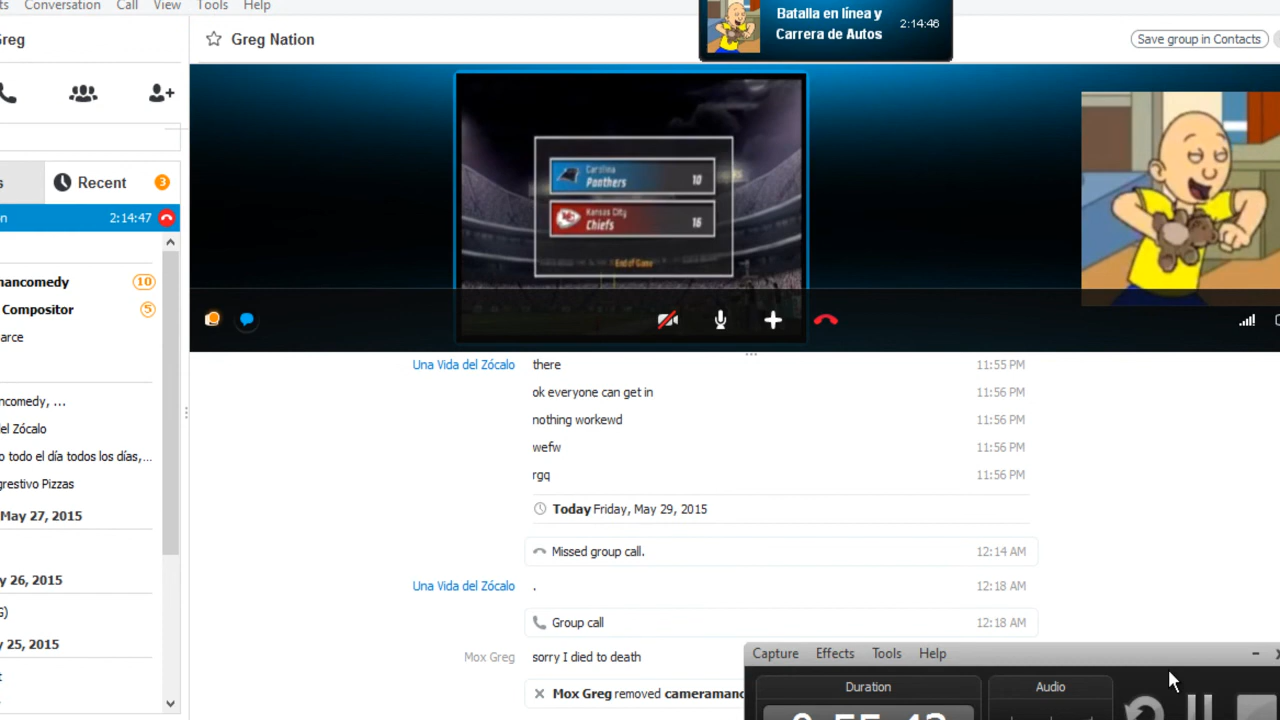 Conversation Call View Tools Help
Batalla en línea y
Carrera de Autos
2:14:46
Greg Nation
Save group in Contacts
Recent 3
2:14:47
10
Compositor 5
Carolina
Panthers 10
Kansas City
Chiefs 16
End of Game
el Zócalo
o todo el día todos los días,...
Pizzas
May 27, 2015
26, 2015
25, 2015
Una Vida del Zócalo there 11:55 PM
ok everyone can get in 11:56 PM
nothing workewd 11:56 PM
wefw 11:56 PM
rgq 11:56 PM
Today Friday, May 29, 2015
Missed group call. 12:14 AM
Una Vida del Zócalo . 12:18 AM
Group call 12:18 AM
Mox Greg sorry I died to death
Mox Greg removed
Capture Effects Tools Help
Duration
Audio